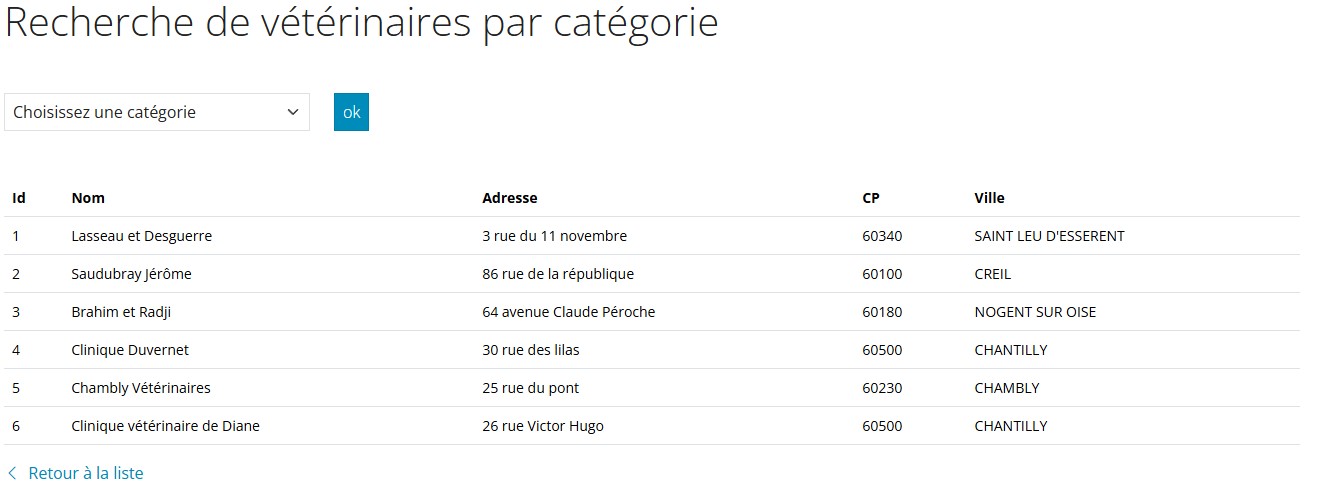 Recherche de vétérinaires par catégorie
Choisissez une catégorie ok
Id Nom Adresse CP Ville
1 Lasseau et Desguerre 3 rue du 11 novembre 60340 SAINT LEU D'ESSERENT
2 Saudubray Jérôme 86 rue de la république 60100 CREIL
3 Brahim et Radji 64 avenue Claude Péroche 60180 NOGENT SUR OISE
4 Clinique Duvernet 30 rue des lilas 60500 CHANTILLY
5 Chambly Vétérinaires 25 rue du pont 60230 CHAMBLY
6 Clinique vétérinaire de Diane 26 rue Victor Hugo 60500 CHANTILLY
Retour à la liste